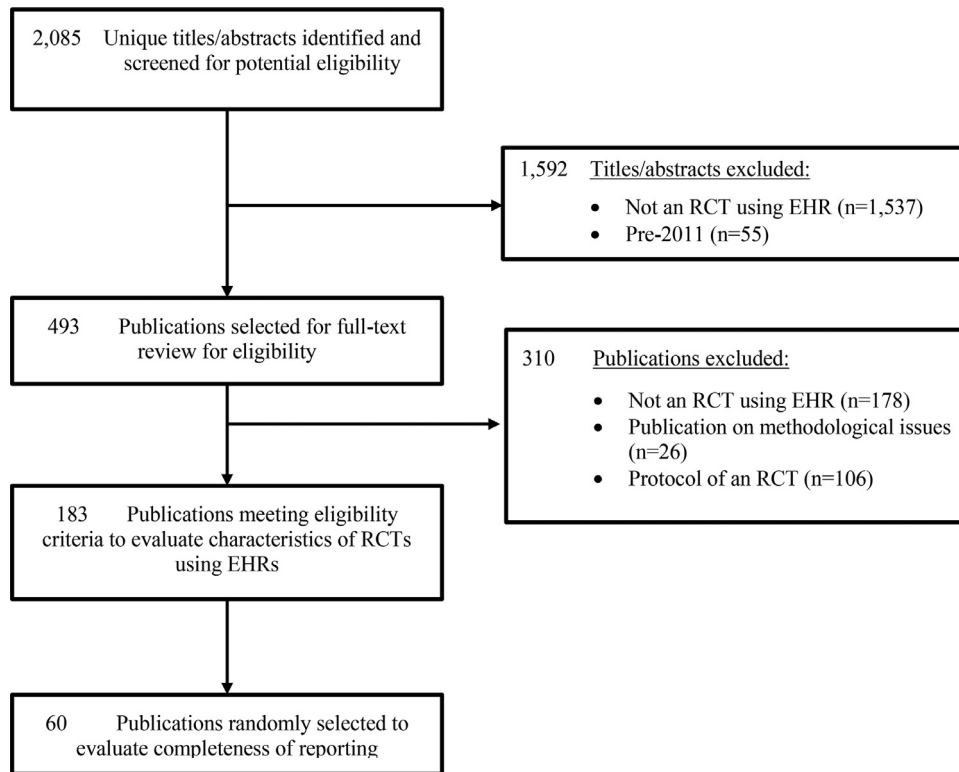 2,085 Unique titles/abstracts identified and
screened for potential eligibility
1,592 Titles/abstracts excluded:
• Not an RCT using EHR (n=1,537)
• Pre-2011 (n=55)
493 Publications selected for full-text
review for eligibility
310 Publications excluded:
• Not an RCT using EHR (n=178)
• Publication on methodological issues
(n=26)
• Protocol of an RCT (n=106)
183 Publications meeting eligibility
criteria to evaluate characteristics of RCTs
using EHRs
60 Publications randomly selected to
evaluate completeness of reporting